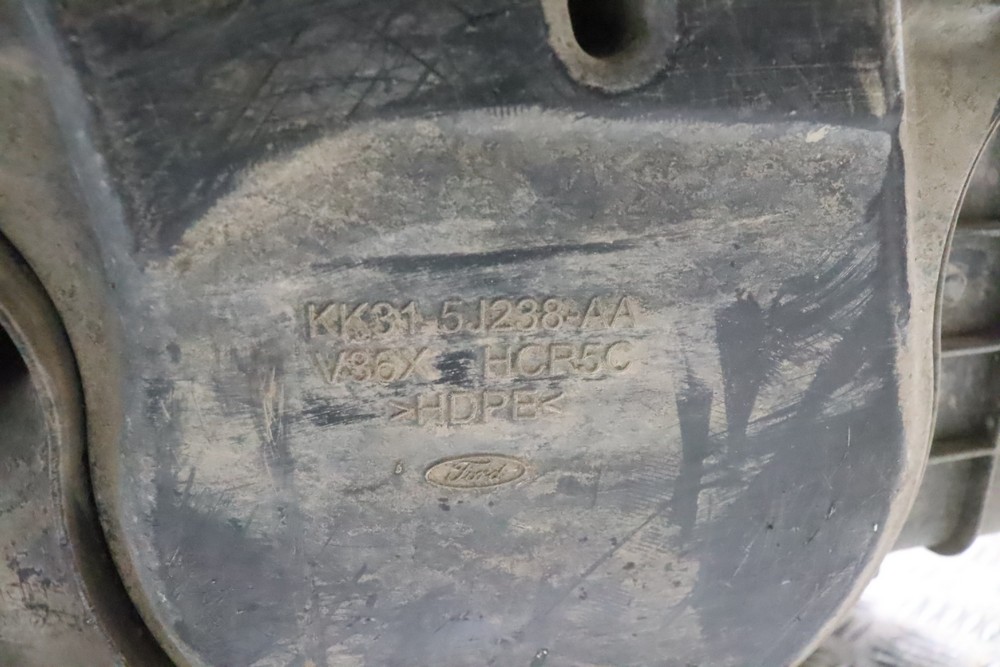 KK31-5J238-AA
V36X HCR5C
>HDPE<
Ford